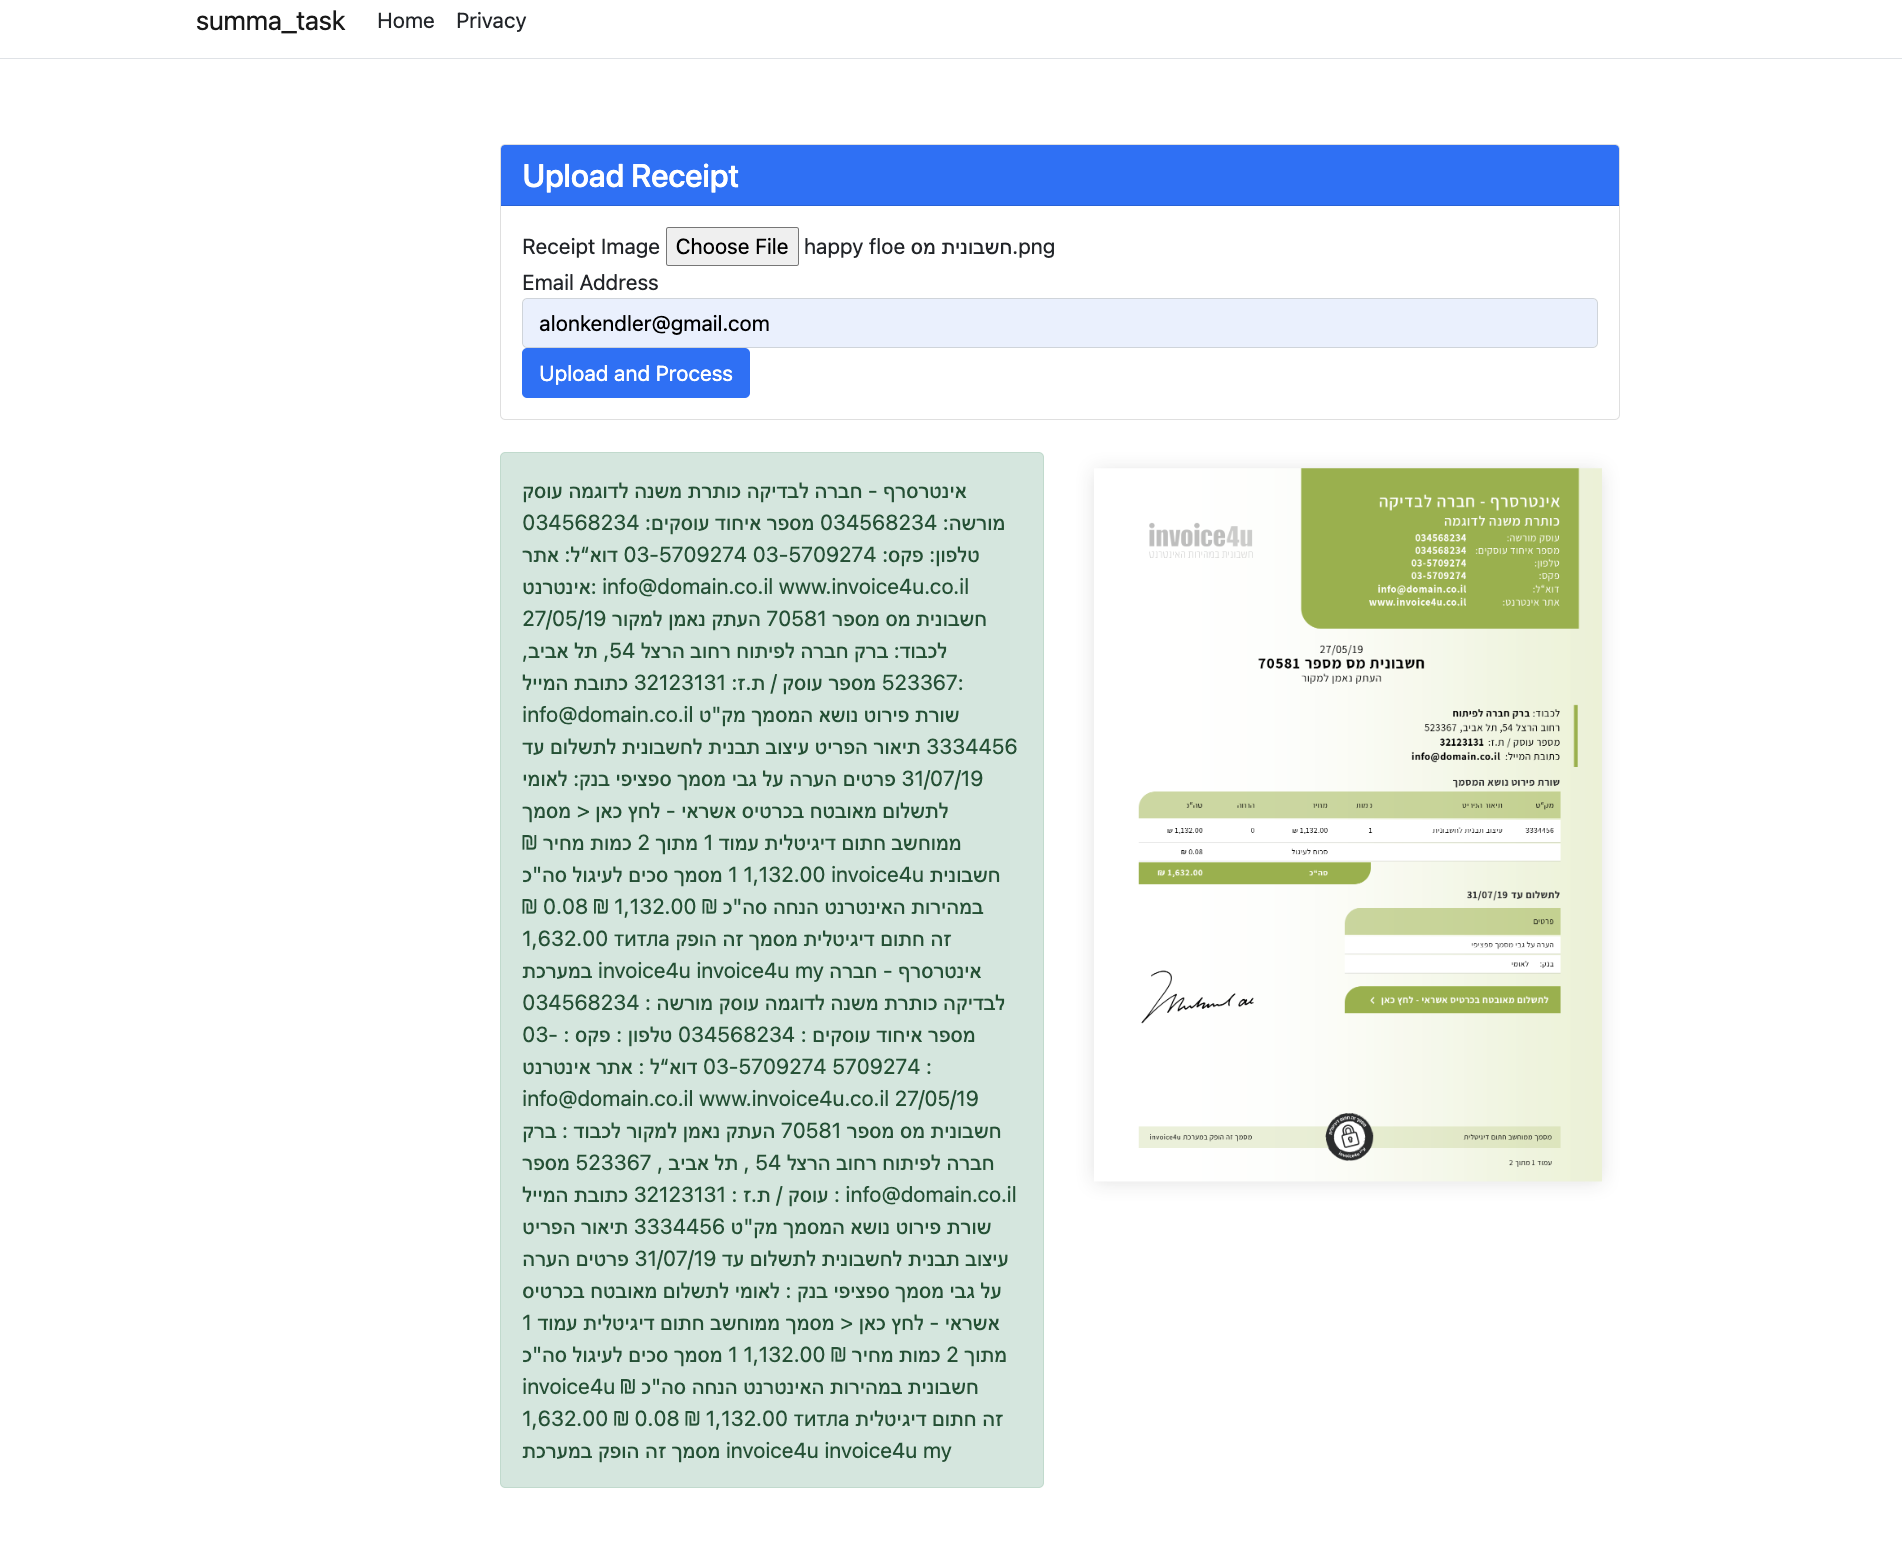 summa_task Home Privacy
Upload Receipt
Receipt Image Choose File happy floe חשבונית מס.png
Email Address
alonkendler@gmail.com
Upload and Process
אינטרסרף - חברה לבדיקה כותרת משנה לדוגמה עוסק
מורשה: 034568234 מספר איחוד עוסקים: 034568234
טלפון: פקס: 03-5709274 03-5709274 דוא“ל: אתר
אינטרנט: info@domain.co.il www.invoice4u.co.il
27/05/19 חשבונית מס מספר 70581 העתק נאמן למקור
לכבוד: ברק חברה לפיתוח רחוב הרצל 54, תל אביב,
523367 מספר עוסק / ת.ז: 32123131 כתובת המייל:
info@domain.co.il שורת פירוט נושא המסמך מק"ט
3334456 תיאור הפריט עיצוב תבנית לחשבונית לתשלום עד
31/07/19 פרטים הערה על גבי מסמך ספציפי בנק: לאומי
לתשלום מאובטח בכרטיס אשראי - לחץ כאן > מסמך
ממוחשב חתום דיגיטלית עמוד 1 מתוך 2 כמות מחיר ₪
1,132.00 1 מסמך סכים לעיגול סה"כ invoice4u חשבונית
במהירות האינטרנט הנחה סה"כ ₪ 1,132.00 ₪ 0.08 ₪
1,632.00 титла זה חתום דיגיטלית מסמך זה הופק
במערכת invoice4u invoice4u my אינטרסרף - חברה
לבדיקה כותרת משנה לדוגמה עוסק מורשה : 034568234
מספר איחוד עוסקים : 034568234 טלפון : פקס : 03-
5709274 03-5709274 דוא“ל : אתר אינטרנט :
info@domain.co.il www.invoice4u.co.il 27/05/19
חשבונית מס מספר 70581 העתק נאמן למקור לכבוד : ברק
חברה לפיתוח רחוב הרצל 54 , תל אביב , 523367 מספר
עוסק / ת.ז : 32123131 כתובת המייל : info@domain.co.il
שורת פירוט נושא המסמך מק"ט 3334456 תיאור הפריט
עיצוב תבנית לחשבונית לתשלום עד 31/07/19 פרטים הערה
על גבי מסמך ספציפי בנק : לאומי לתשלום מאובטח בכרטיס
אשראי - לחץ כאן > מסמך ממוחשב חתום דיגיטלית עמוד 1
מתוך 2 כמות מחיר ₪ 1,132.00 1 מסמך סכים לעיגול סה"כ
invoice4u חשבונית במהירות האינטרנט הנחה סה"כ ₪
1,132.00 ₪ 0.08 ₪ 1,632.00 титла זה חתום דיגיטלית
מסמך זה הופק במערכת invoice4u invoice4u my
אינטרסרף - חברה לבדיקה
כותרת משנה לדוגמה
עוסק מורשה: 034568234
מספר איחוד עוסקים: 034568234
טלפון: 03-5709274
פקס: 03-5709274
דוא"ל: info@domain.co.il
אתר אינטרנט: www.invoice4u.co.il
invoice4u
חשבונית במהירות האינטרנט
27/05/19
חשבונית מס מספר 70581
העתק נאמן למקור
לכבוד: ברק חברה לפיתוח
רחוב הרצל 54, תל אביב, 523367
מספר עוסק / ת.ז: 32123131
כתובת המייל: info@domain.co.il
שורת פירוט נושא המסמך
מק"ט תיאור הפריט כמות מחיר הנחה סה"כ
3334456 עיצוב תבנית לחשבונית 1 1,132.00 ₪ 0 1,132.00 ₪
סכום לעיגול 0.08 ₪
סה"כ 1,632.00 ₪
לתשלום עד 31/07/19
פרטים
הערה על גבי מסמך ספציפי
בנק: לאומי
לתשלום מאובטח בכרטיס אשראי - לחץ כאן >
מסמך ממוחשב חתום דיגיטלית
מסמך זה הופק במערכת invoice4u
עמוד 1 מתוך 2